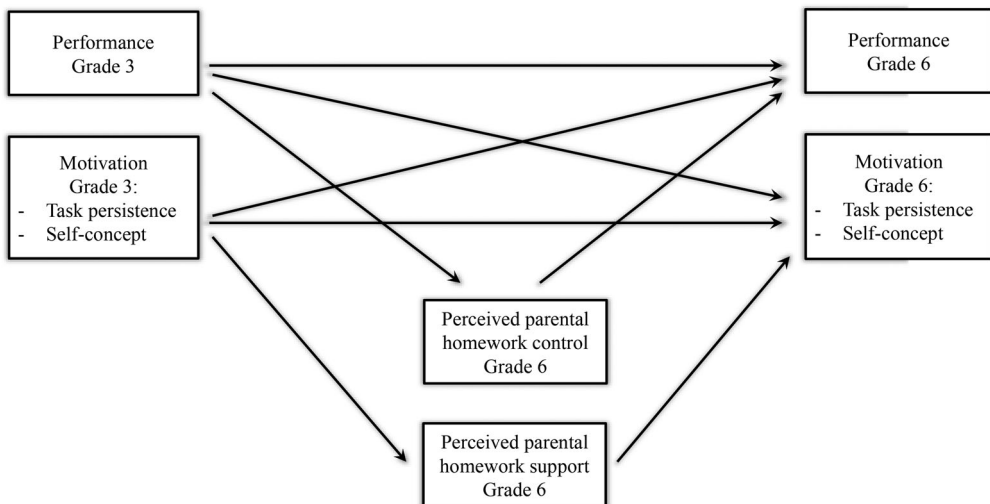 Performance
Grade 3
Performance
Grade 6
Motivation
Grade 3:
- Task persistence
- Self-concept
Motivation
Grade 6:
- Task persistence
- Self-concept
Perceived parental
homework control
Grade 6
Perceived parental
homework support
Grade 6